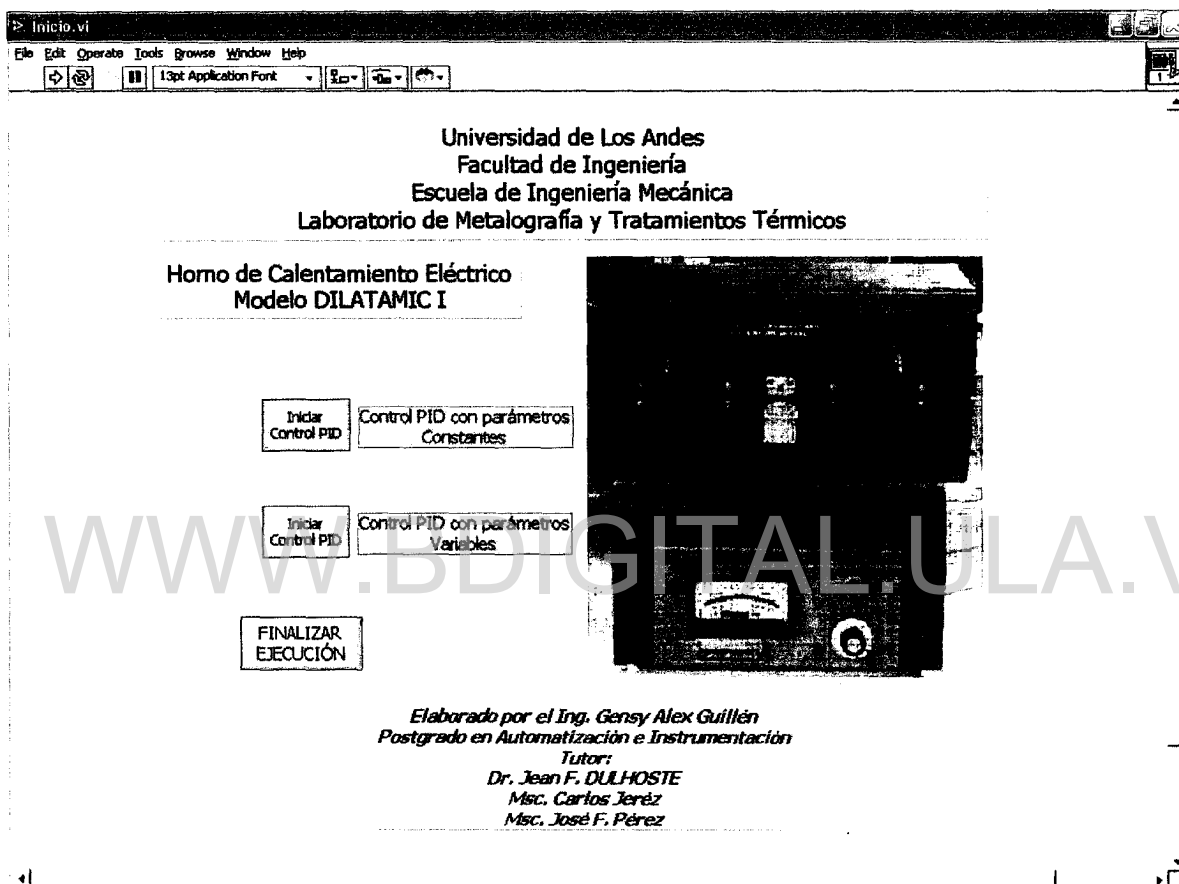 Inicio.vi
File Edit Operate Tools Browse Window Help
13pt Application Font
1
Universidad de Los Andes
Facultad de Ingeniería
Escuela de Ingeniería Mecánica
Laboratorio de Metalografía y Tratamientos Térmicos
Horno de Calentamiento Eléctrico
Modelo DILATAMIC I
Iniciar
Control PID
Control PID con parámetros
Constantes
Iniciar
Control PID
Control PID con parámetros
Variables
WWW.BDIGITAL.ULA.V
FINALIZAR
EJECUCIÓN
Elaborado por el Ing. Gensy Alex Guillén
Postgrado en Automatización e Instrumentación
Tutor:
Dr. Jean F. DULHOSTE
Msc. Carlos Jeréz
Msc. José F. Pérez